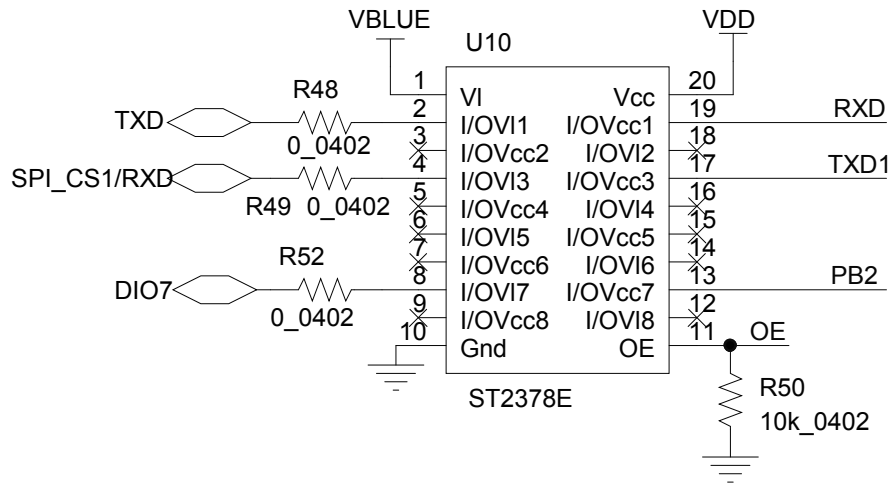 VBLUE
VDD
U10
1
VI
Vcc
20
R48
TXD
0_0402
2
I/OVI1
I/OVcc1
19
RXD
3
I/OVcc2
I/OVI2
18
SPI_CS1/RXD
4
I/OVI3
I/OVcc3
17
TXD1
R49
0_0402
5
I/OVcc4
I/OVI4
16
6
I/OVI5
I/OVcc5
15
R52
7
I/OVcc6
I/OVI6
14
DIO7
0_0402
8
I/OVI7
I/OVcc7
13
PB2
9
I/OVcc8
I/OVI8
12
10
Gnd
OE
11
OE
ST2378E
R50
10k_0402